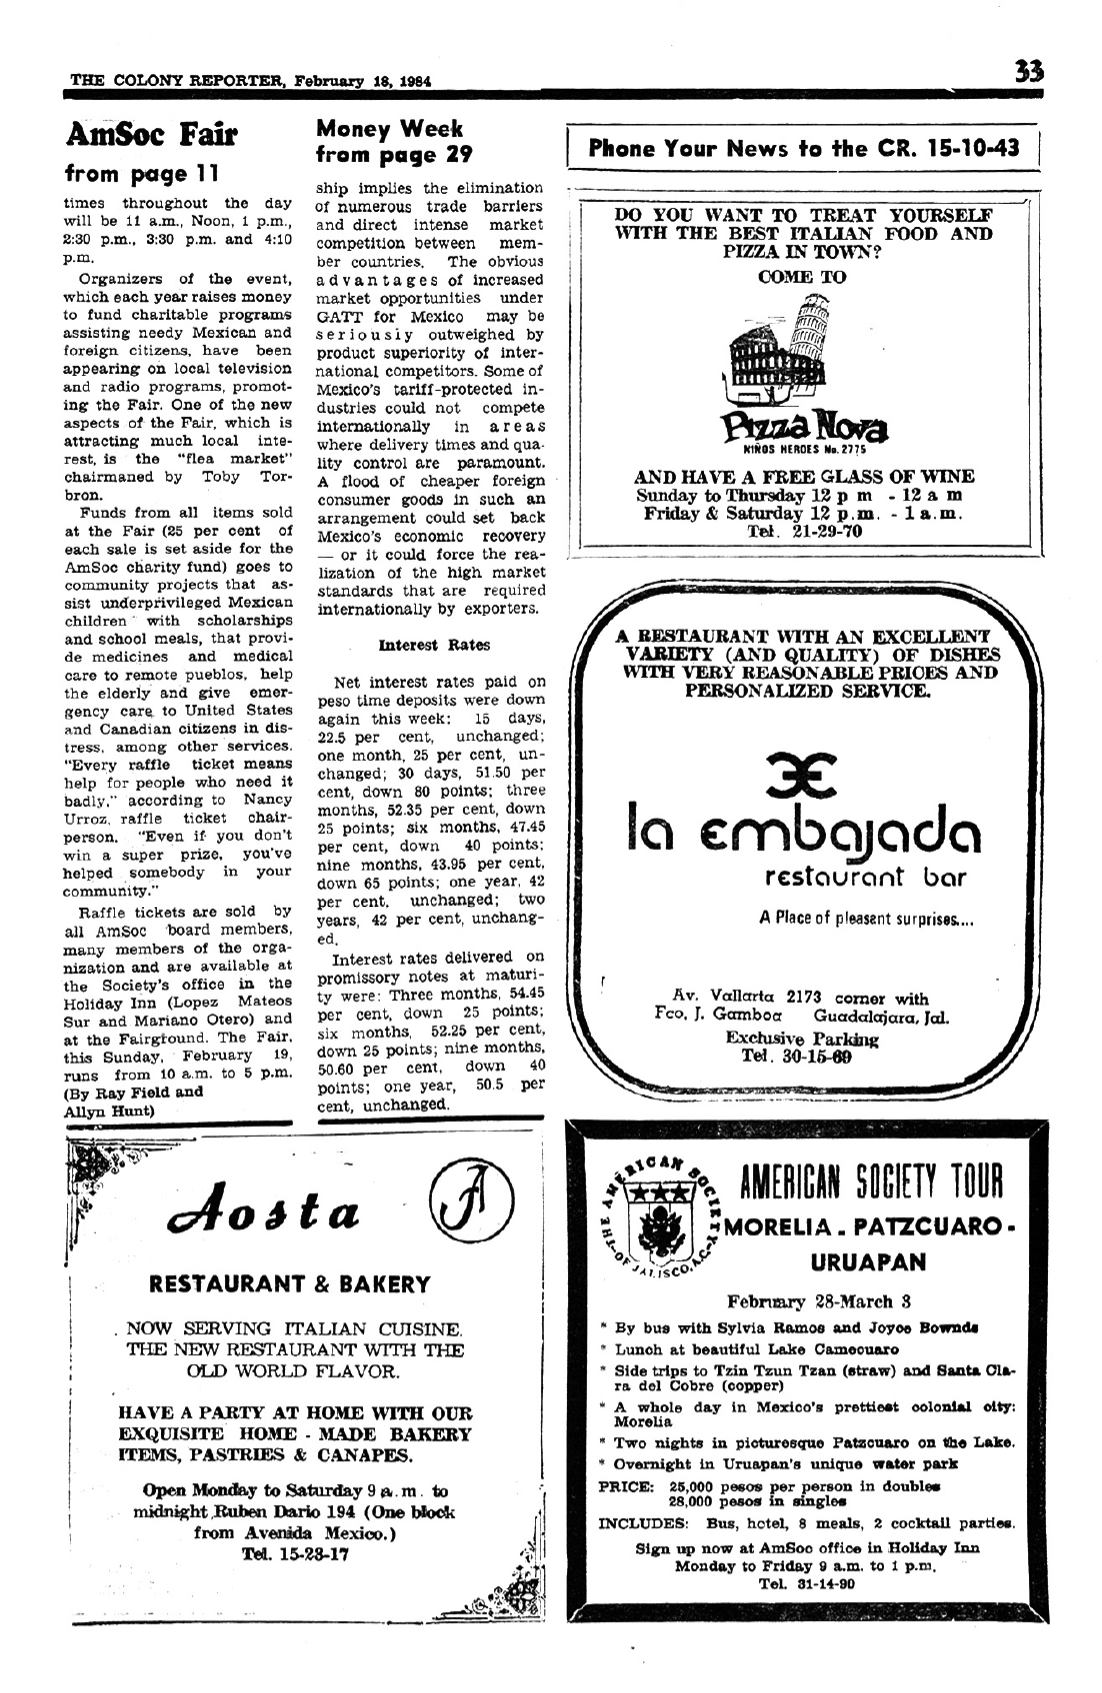 THE COLONY REPORTER, February 18, 1984
33
AmSoc Fair
from page 11
times throughout the day
will be 11 a.m., Noon, 1 p.m.,
2:30 p.m., 3:30 p.m. and 4:10
p.m.
Organizers of the event,
which each year raises money
to fund charitable programs
assisting needy Mexican and
foreign citizens, have been
appearing on local television
and radio programs, promot-
ing the Fair. One of the new
aspects of the Fair, which is
attracting much local inte-
rest, is the "flea market"
chairmaned by Toby Tor-
bron.
Funds from all items sold
at the Fair (25 per cent of
each sale is set aside for the
AmSoc charity fund) goes to
community projects that as-
sist underprivileged Mexican
children with scholarships
and school meals, that provi-
de medicines and medical
care to remote pueblos, help
the elderly and give emer-
gency care to United States
and Canadian citizens in dis-
tress, among other services.
"Every raffle ticket means
help for people who need it
badly," according to Nancy
Urroz, raffle ticket chair-
person. "Even if you don't
win a super prize, you've
helped somebody in your
community."
Raffle tickets are sold by
all AmSoc board members,
many members of the orga-
nization and are available at
the Society's office in the
Holiday Inn (Lopez Mateos
Sur and Mariano Otero) and
at the Fairground. The Fair,
this Sunday, February 19,
runs from 10 a.m. to 5 p.m.
(By Ray Field and
Allyn Hunt)
Money Week
from page 29
ship implies the elimination
of numerous trade barriers
and direct intense market
competition between mem-
ber countries. The obvious
advantages of increased
market opportunities under
GATT for Mexico may be
seriously outweighed by
product superiority of inter-
national competitors. Some of
Mexico's tariff-protected in-
dustries could not compete
internationally in areas
where delivery times and qua-
lity control are paramount.
A flood of cheaper foreign
consumer goods in such an
arrangement could set back
Mexico's economic recovery
— or it could force the rea-
lization of the high market
standards that are required
internationally by exporters.
Interest Rates
Net interest rates paid on
peso time deposits were down
again this week: 15 days,
22.5 per cent, unchanged;
one month, 25 per cent, un-
changed; 30 days, 51.50 per
cent, down 80 points; three
months, 52.35 per cent, down
25 points; six months, 47.45
per cent, down 40 points;
nine months, 43.95 per cent,
down 65 points; one year, 42
per cent, unchanged; two
years, 42 per cent, unchang-
ed.
Interest rates delivered on
promissory notes at maturi-
ty were: Three months, 54.45
per cent, down 25 points;
six months, 52.25 per cent,
down 25 points; nine months,
50.60 per cent, down 40
points; one year, 50.5 per
cent, unchanged.
Phone Your News to the CR. 15-10-43
DO YOU WANT TO TREAT YOURSELF
WITH THE BEST ITALIAN FOOD AND
PIZZA IN TOWN?
COME TO
Pizza Nova
NIÑOS HEROES No. 2775
AND HAVE A FREE GLASS OF WINE
Sunday to Thursday 12 p m - 12 a m
Friday & Saturday 12 p.m. - 1 a.m.
Tel. 21-29-70
A RESTAURANT WITH AN EXCELLENT
VARIETY (AND QUALITY) OF DISHES
WITH VERY REASONABLE PRICES AND
PERSONALIZED SERVICE.
la embajada
restaurant bar
A Place of pleasent surprises....
Av. Vallarta 2173 corner with
Fco. J. Gamboa Guadalajara, Jal.
Exclusive Parking
Tel. 30-15-69
Aosta
A
RESTAURANT & BAKERY
NOW SERVING ITALIAN CUISINE.
THE NEW RESTAURANT WITH THE
OLD WORLD FLAVOR.
HAVE A PARTY AT HOME WITH OUR
EXQUISITE HOME - MADE BAKERY
ITEMS, PASTRIES & CANAPES.
Open Monday to Saturday 9 a.m. to
midnight Ruben Dario 194 (One block
from Avenida Mexico.)
Tel. 15-23-17
THE AMERICAN SOCIETY OF JALISCO, A.C.
AMERICAN SOCIETY TOUR
MORELIA - PATZCUARO -
URUAPAN
February 28-March 3
* By bus with Sylvia Ramos and Joyce Bownds
* Lunch at beautiful Lake Camecuaro
* Side trips to Tzin Tzun Tzan (straw) and Santa Cla-
ra del Cobre (copper)
* A whole day in Mexico's prettiest colonial city:
Morelia
* Two nights in picturesque Patzcuaro on the Lake.
* Overnight in Uruapan's unique water park
PRICE: 25,000 pesos per person in doubles
28,000 pesos in singles
INCLUDES: Bus, hotel, 8 meals, 2 cocktail parties.
Sign up now at AmSoc office in Holiday Inn
Monday to Friday 9 a.m. to 1 p.m.
Tel. 31-14-90